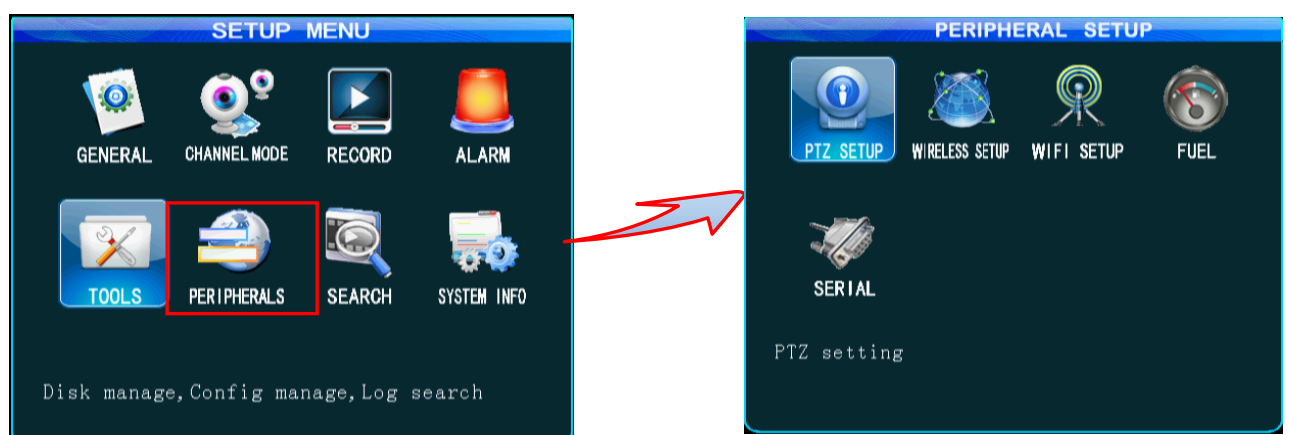 SETUP MENU
GENERAL CHANNEL MODE RECORD ALARM
TOOLS PERIPHERALS SEARCH SYSTEM INFO
Disk manage,Config manage,Log search
PERIPHERAL SETUP
PTZ SETUP WIRELESS SETUP WIFI SETUP FUEL
SERIAL
PTZ setting